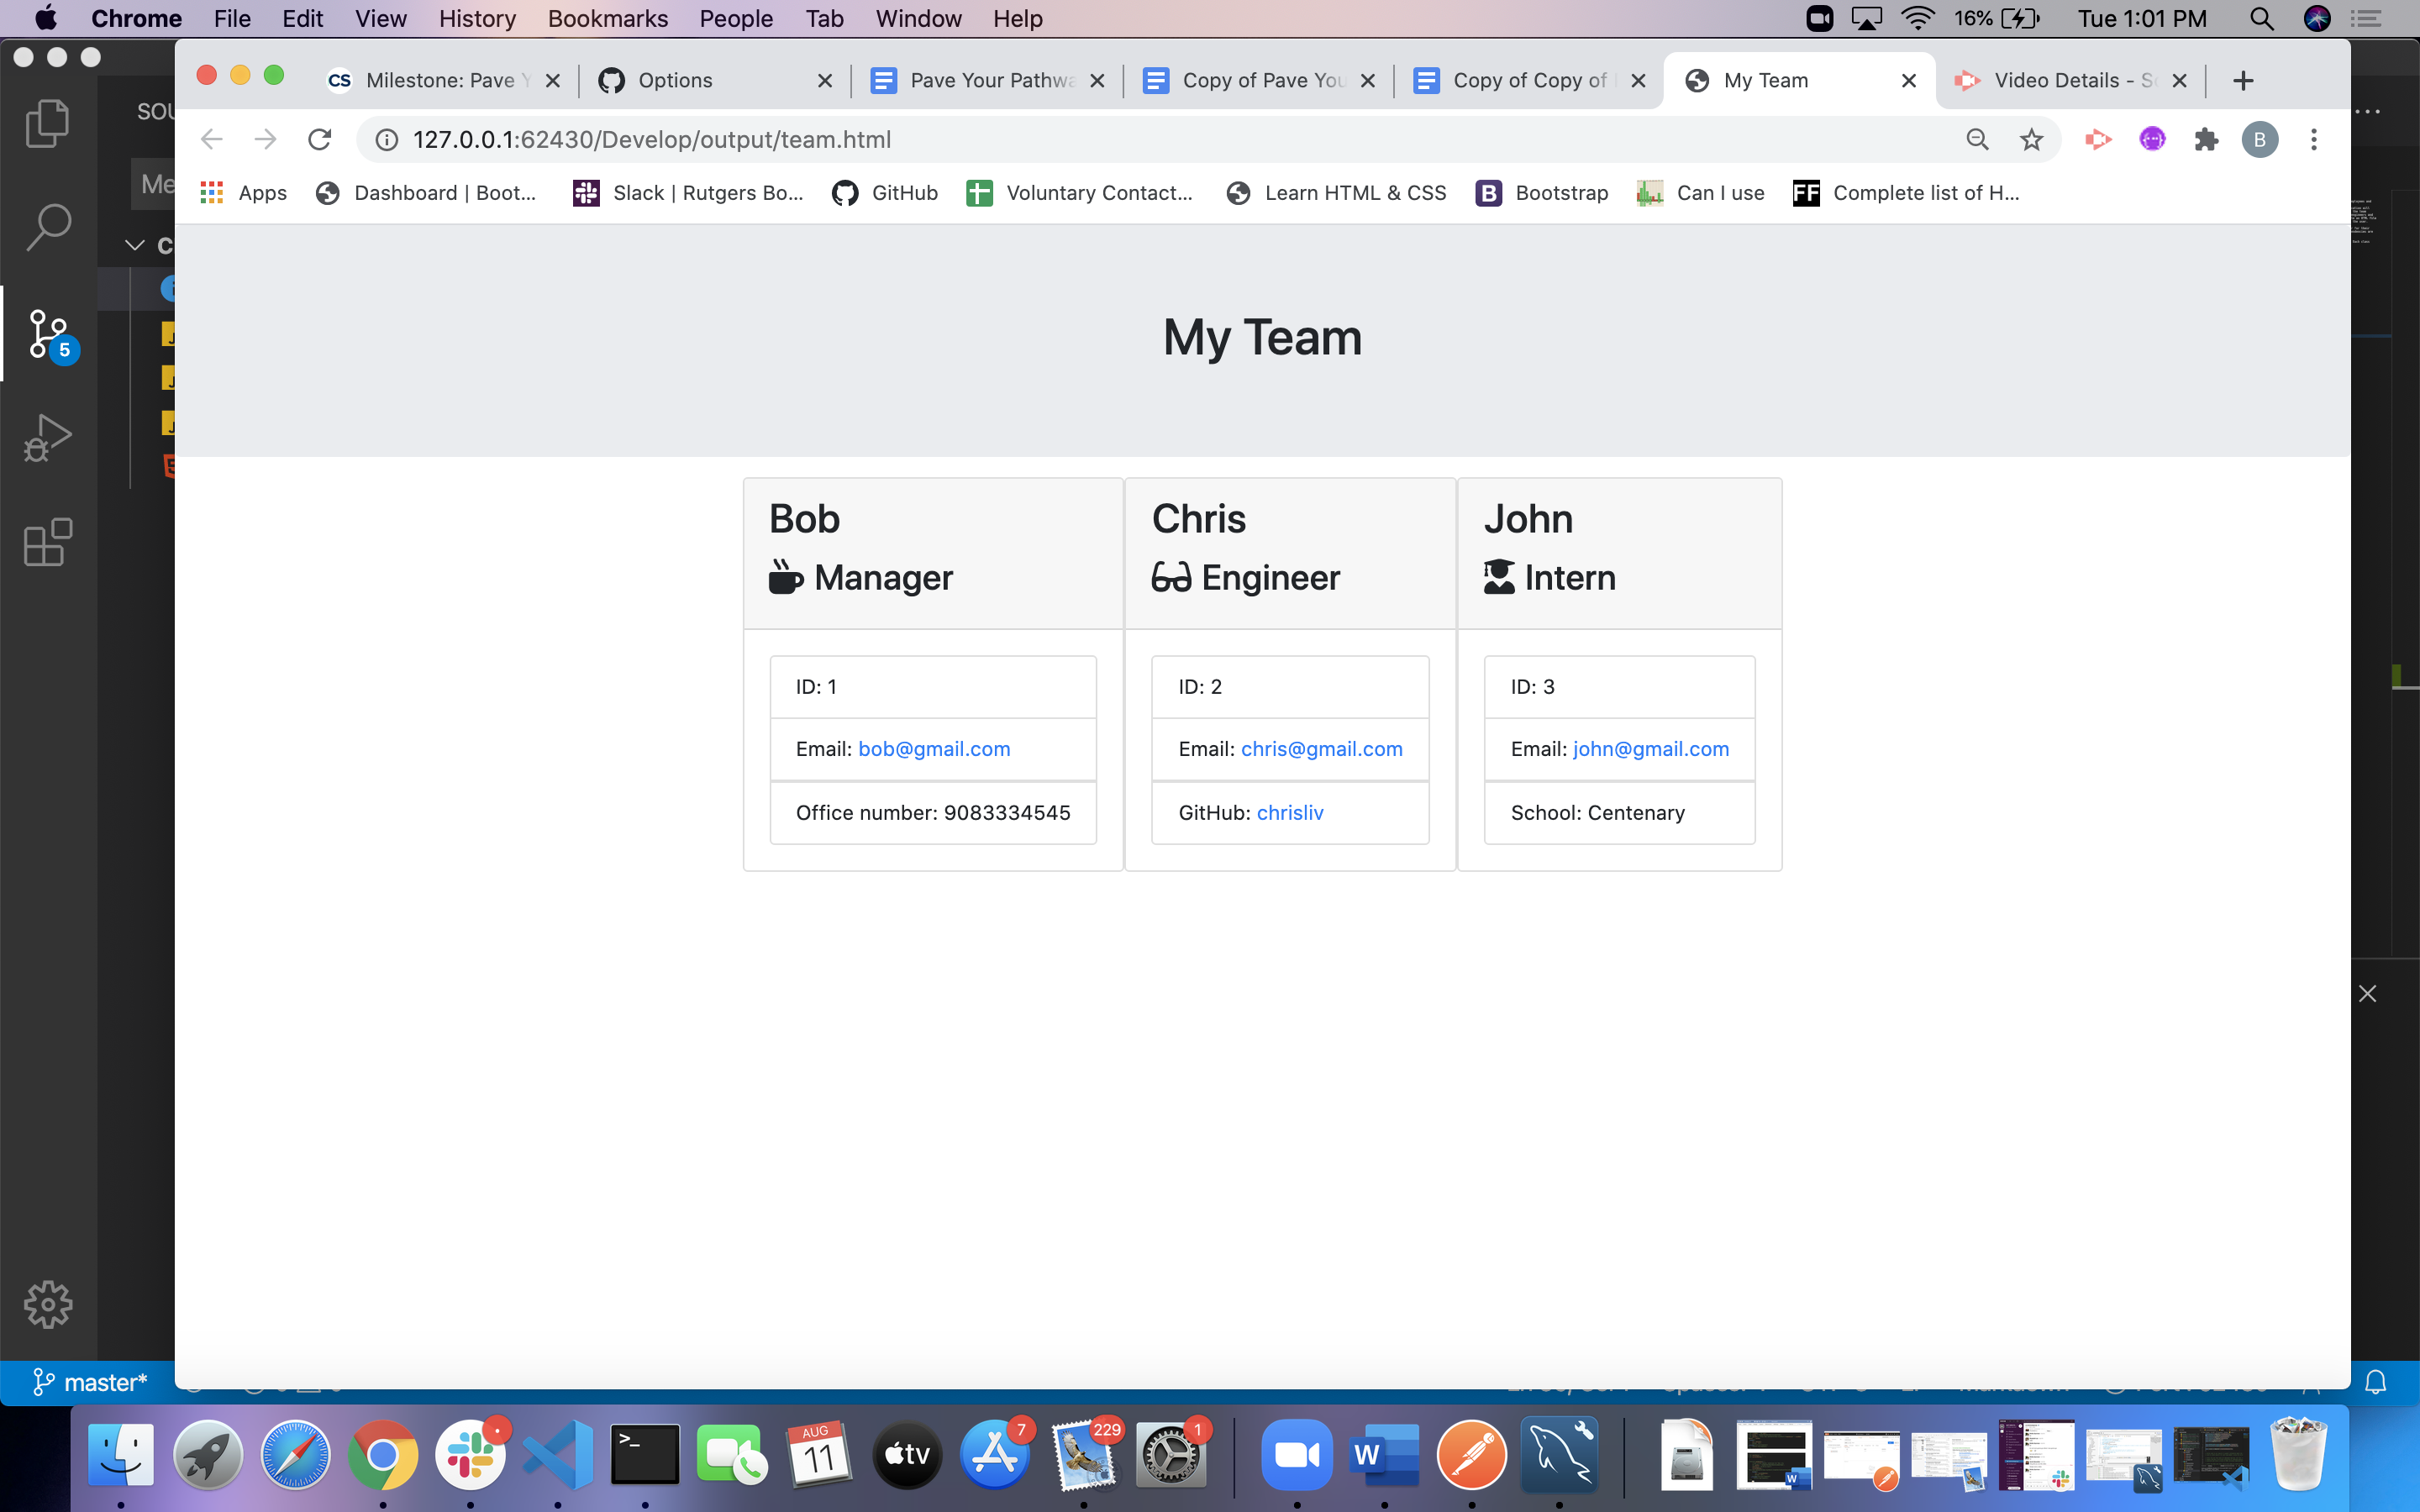 Chrome File Edit View History Bookmarks People Tab Window Help 16% Tue 1:01 PM
CS Milestone: Pave Y Options Pave Your Pathwa Copy of Pave You Copy of Copy of My Team Video Details - S
SOU
127.0.0.1:62430/Develop/output/team.html B
Me
Apps Dashboard | Boot... Slack | Rutgers Bo... GitHub Voluntary Contact... Learn HTML & CSS B Bootstrap Can I use FF Complete list of H...
C
My Team
5
Bob Chris John
Manager Engineer Intern
ID: 1 ID: 2 ID: 3
Email: bob@gmail.com Email: chris@gmail.com Email: john@gmail.com
Office number: 9083334545 GitHub: chrisliv School: Centenary
master*
AUG
11
tv
7
229
1
W